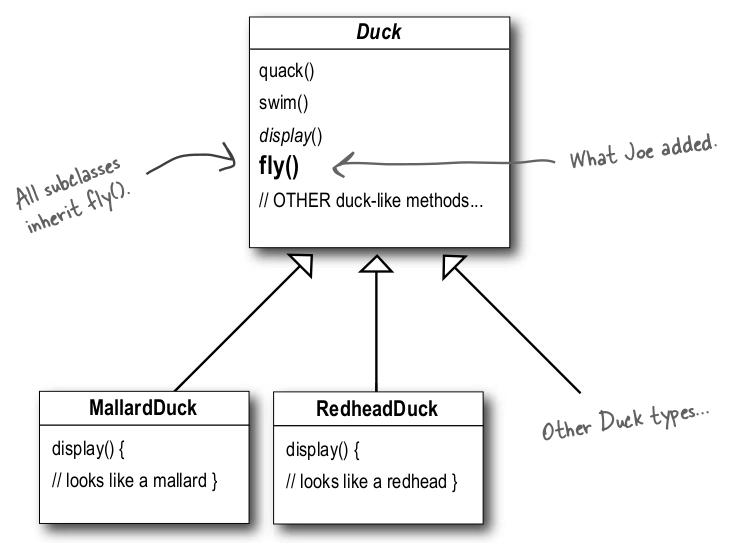 Duck
quack()
swim()
display()
fly()
// OTHER duck-like methods...
All subclasses
inherit fly().
What Joe added.
MallardDuck
display() {
// looks like a mallard }
RedheadDuck
display() {
// looks like a redhead }
Other Duck types...